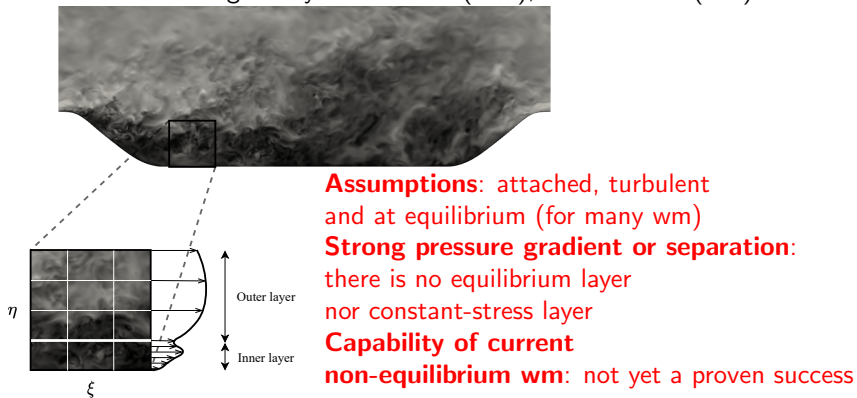 Assumptions: attached, turbulent
and at equilibrium (for many wm)
Strong pressure gradient or separation:
there is no equilibrium layer
nor constant-stress layer
Capability of current
non-equilibrium wm: not yet a proven success
Outer layer
η
Inner layer
ξ